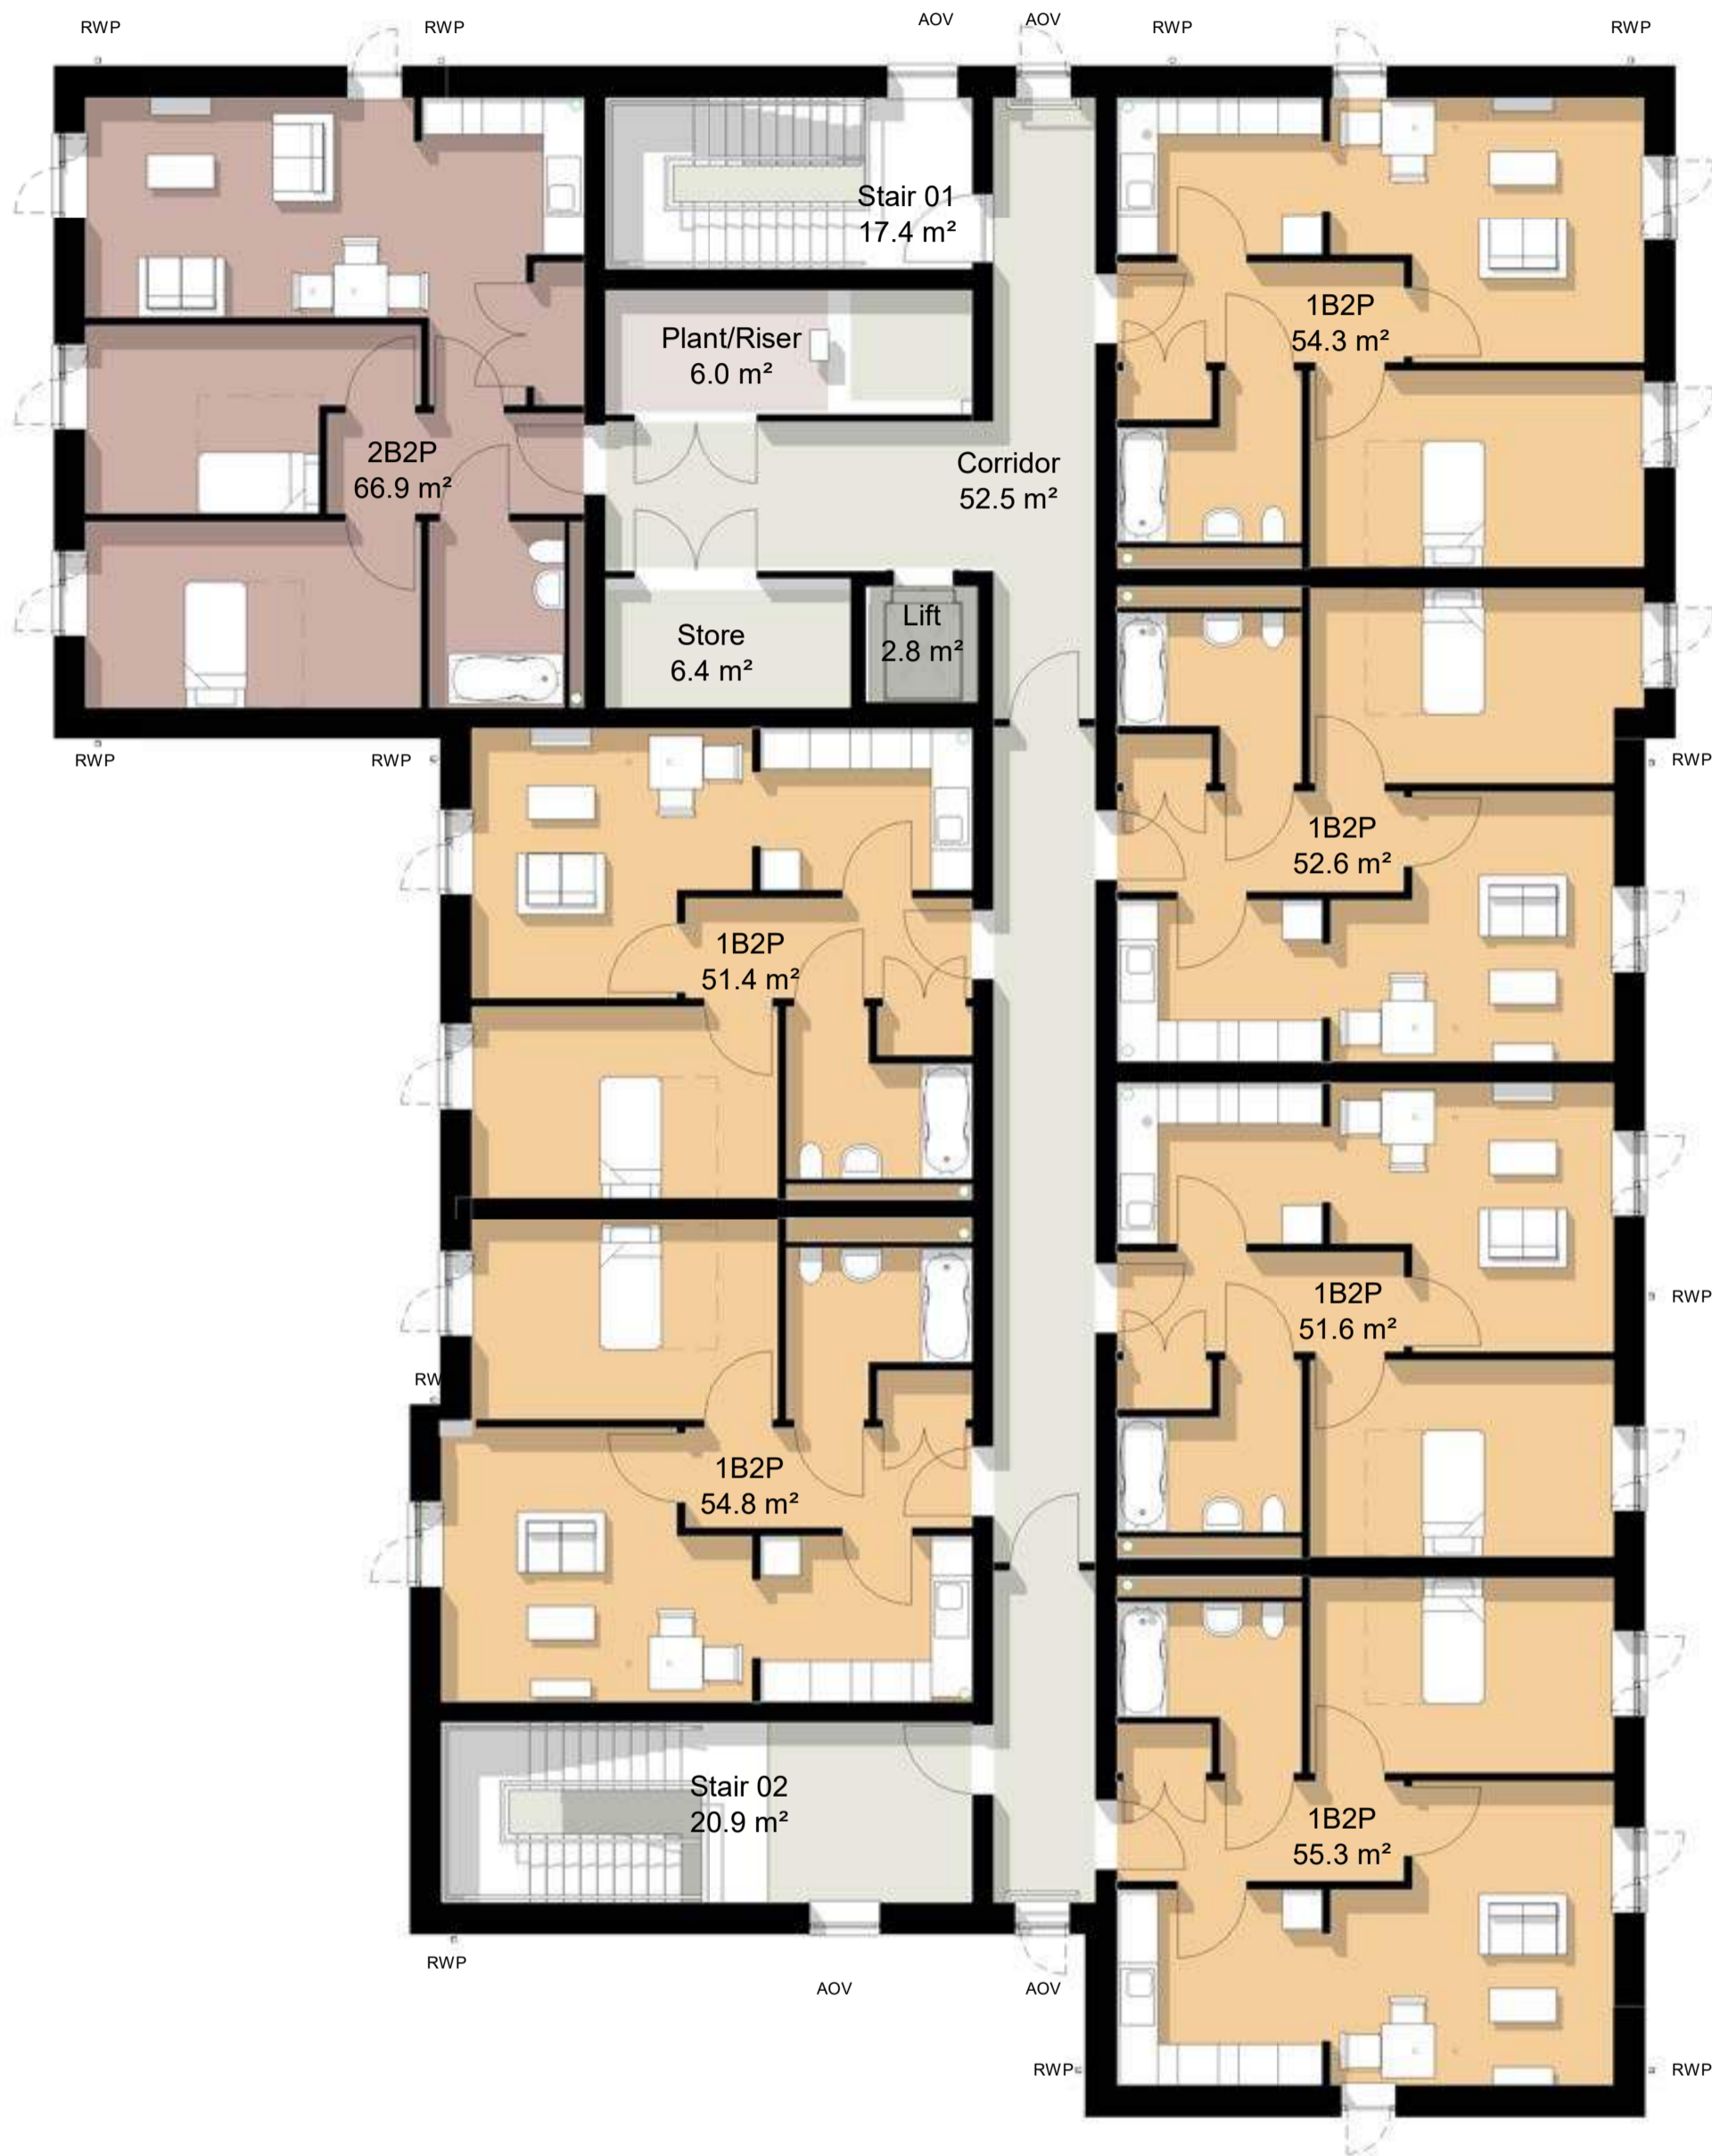 RWP
RWP
AOV
AOV
RWP
RWP
Stair 01
17.4 m²
1B2P
54.3 m²
Plant/Riser
6.0 m²
2B2P
66.9 m²
Corridor
52.5 m²
Lift
2.8 m²
Store
6.4 m²
RWP
RWP
RWP
1B2P
52.6 m²
1B2P
51.4 m²
RWP
1B2P
51.6 m²
RW
1B2P
54.8 m²
Stair 02
20.9 m²
1B2P
55.3 m²
RWP
AOV
AOV
RWP
RWP